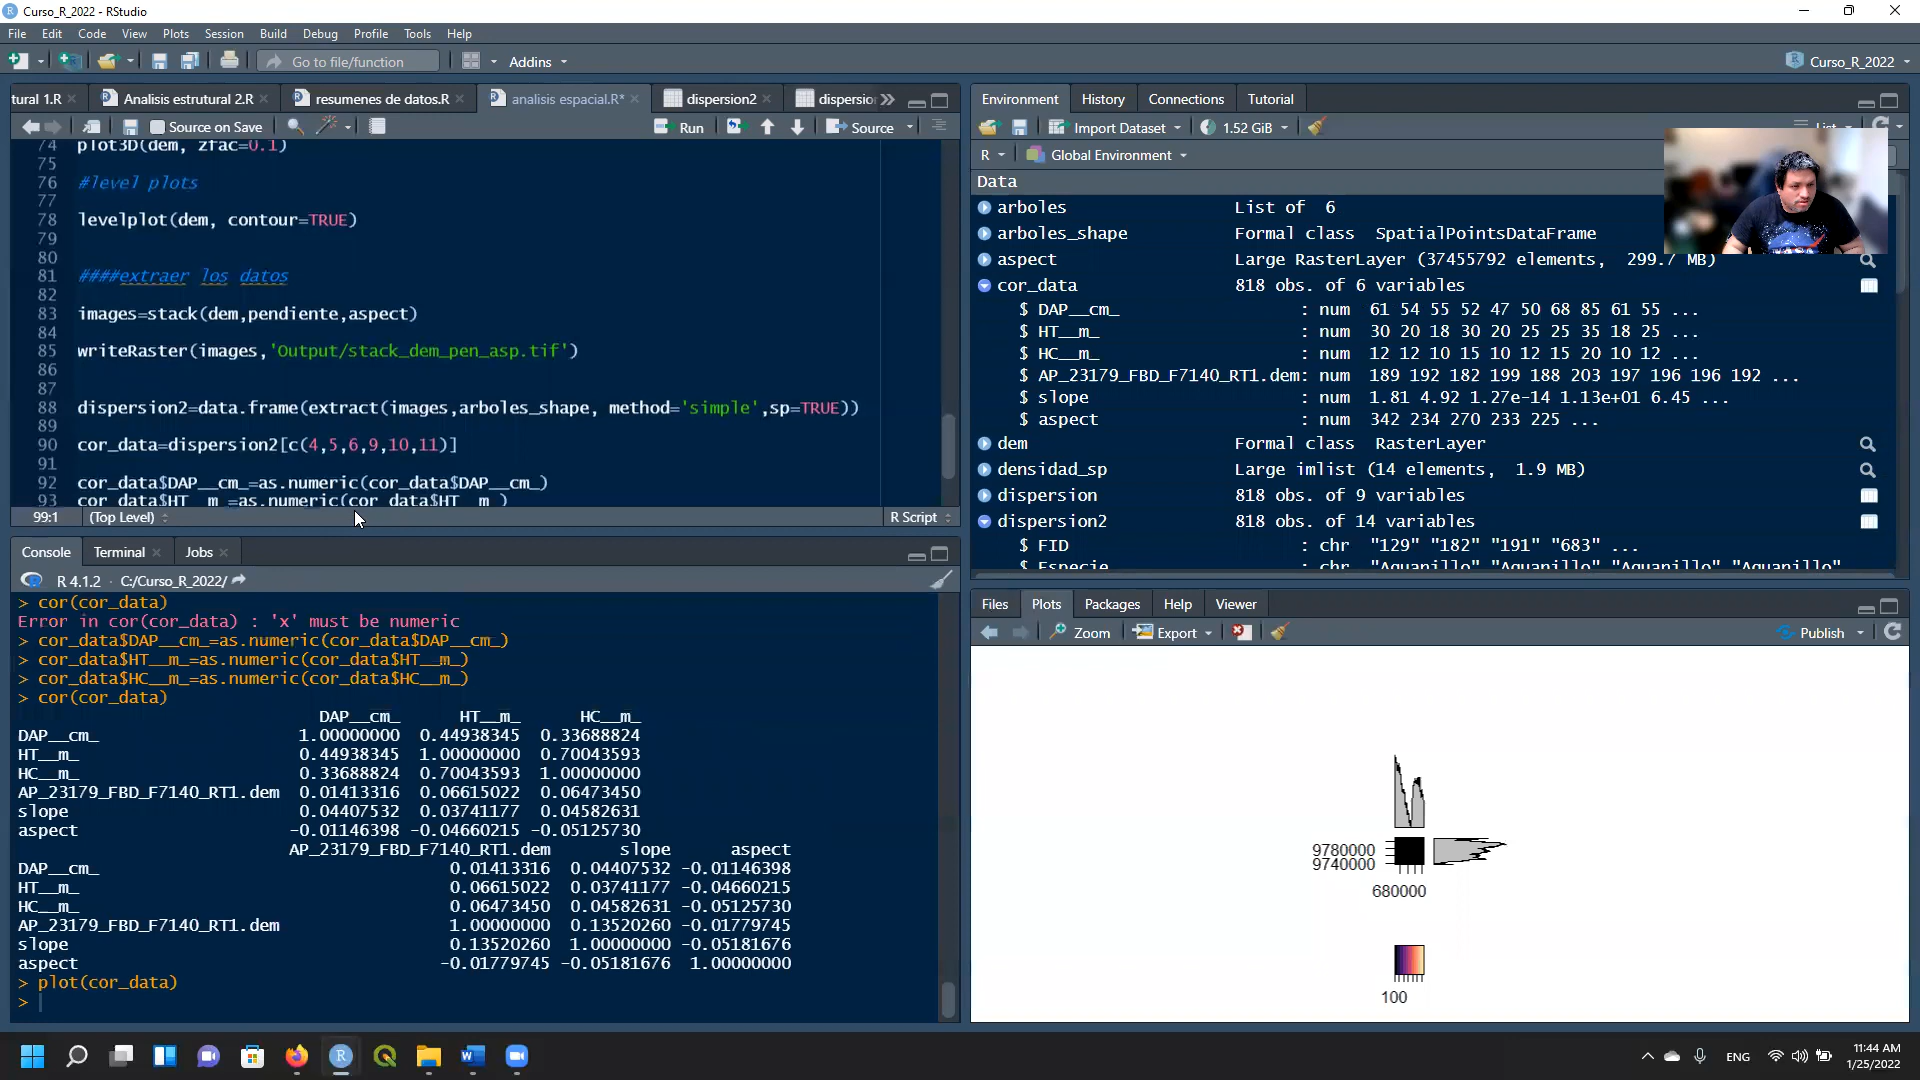 Curso_R_2022 - RStudio
File Edit Code View Plots Session Build Debug Profile Tools Help
Go to file/function Addins Curso_R_2022
tural 1.R Analisis estrutural 2.R resumenes de datos.R analisis espacial.R* dispersion2 dispersio
Source on Save Run Source
74 plot3D(dem, zfac=0.1)
75
76 #level plots
77
78 levelplot(dem, contour=TRUE)
79
80
81 ####extraer los datos
82
83 images=stack(dem,pendiente,aspect)
84
85 writeRaster(images,'Output/stack_dem_pen_asp.tif')
86
87
88 dispersion2=data.frame(extract(images,arboles_shape, method='simple',sp=TRUE))
89
90 cor_data=dispersion2[c(4,5,6,9,10,11)]
91
92 cor_data$DAP__cm_=as.numeric(cor_data$DAP__cm_)
93 cor_data$HT__m_=as.numeric(cor_data$HT__m_)
99:1 (Top Level) R Script
Console Terminal Jobs
R 4.1.2 · C:/Curso_R_2022/
> cor(cor_data)
Error in cor(cor_data) : 'x' must be numeric
> cor_data$DAP__cm_=as.numeric(cor_data$DAP__cm_)
> cor_data$HT__m_=as.numeric(cor_data$HT__m_)
> cor_data$HC__m_=as.numeric(cor_data$HC__m_)
> cor(cor_data)
DAP__cm_ HT__m_ HC__m_
DAP__cm_ 1.00000000 0.44938345 0.33688824
HT__m_ 0.44938345 1.00000000 0.70043593
HC__m_ 0.33688824 0.70043593 1.00000000
AP_23179_FBD_F7140_RT1.dem 0.01413316 0.06615022 0.06473450
slope 0.04407532 0.03741177 0.04582631
aspect -0.01146398 -0.04660215 -0.05125730
AP_23179_FBD_F7140_RT1.dem slope aspect
DAP__cm_ 0.01413316 0.04407532 -0.01146398
HT__m_ 0.06615022 0.03741177 -0.04660215
HC__m_ 0.06473450 0.04582631 -0.05125730
AP_23179_FBD_F7140_RT1.dem 1.00000000 0.13520260 -0.01779745
slope 0.13520260 1.00000000 -0.05181676
aspect -0.01779745 -0.05181676 1.00000000
> plot(cor_data)
>
Environment History Connections Tutorial
Import Dataset 1.52 GiB List
R Global Environment
Data
arboles List of 6
arboles_shape Formal class SpatialPointsDataFrame
aspect Large RasterLayer (37455792 elements, 299.7 MB)
cor_data 818 obs. of 6 variables
$ DAP__cm_ : num 61 54 55 52 47 50 68 85 61 55 ...
$ HT__m_ : num 30 20 18 30 20 25 25 35 18 25 ...
$ HC__m_ : num 12 12 10 15 10 12 15 20 10 12 ...
$ AP_23179_FBD_F7140_RT1.dem: num 189 192 182 199 188 203 197 196 196 192 ...
$ slope : num 1.81 4.92 1.27e-14 1.13e+01 6.45 ...
$ aspect : num 342 234 270 233 225 ...
dem Formal class RasterLayer
densidad_sp Large imlist (14 elements, 1.9 MB)
dispersion 818 obs. of 9 variables
dispersion2 818 obs. of 14 variables
$ FID : chr "129" "182" "191" "683" ...
$ Especie : chr "Aguanillo" "Aguanillo" "Aguanillo" "Aguanillo"
Files Plots Packages Help Viewer
Zoom Export Publish
9780000
9740000
680000
100
ENG 11:44 AM
1/25/2022